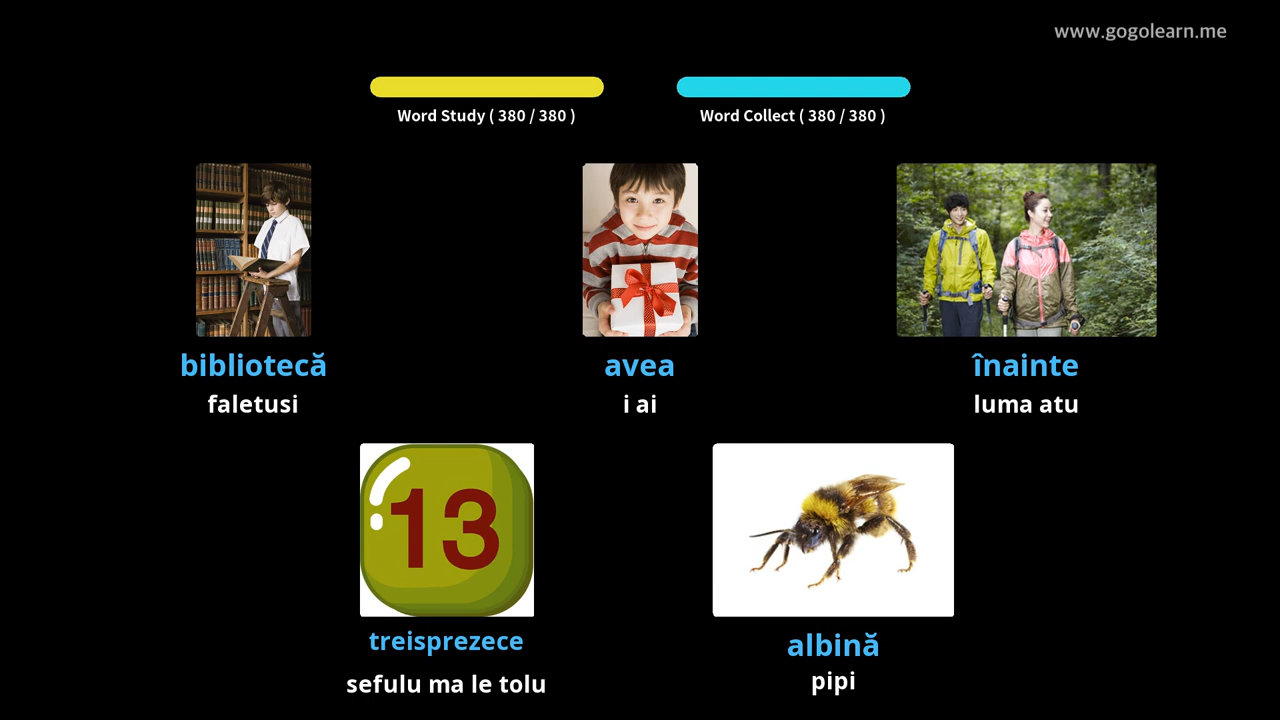 www.gogolearn.me
Word Study ( 380 / 380 )
Word Collect ( 380 / 380 )
bibliotecă
faletusi
avea
i ai
înainte
luma atu
13
treisprezece
sefulu ma le tolu
albină
pipi